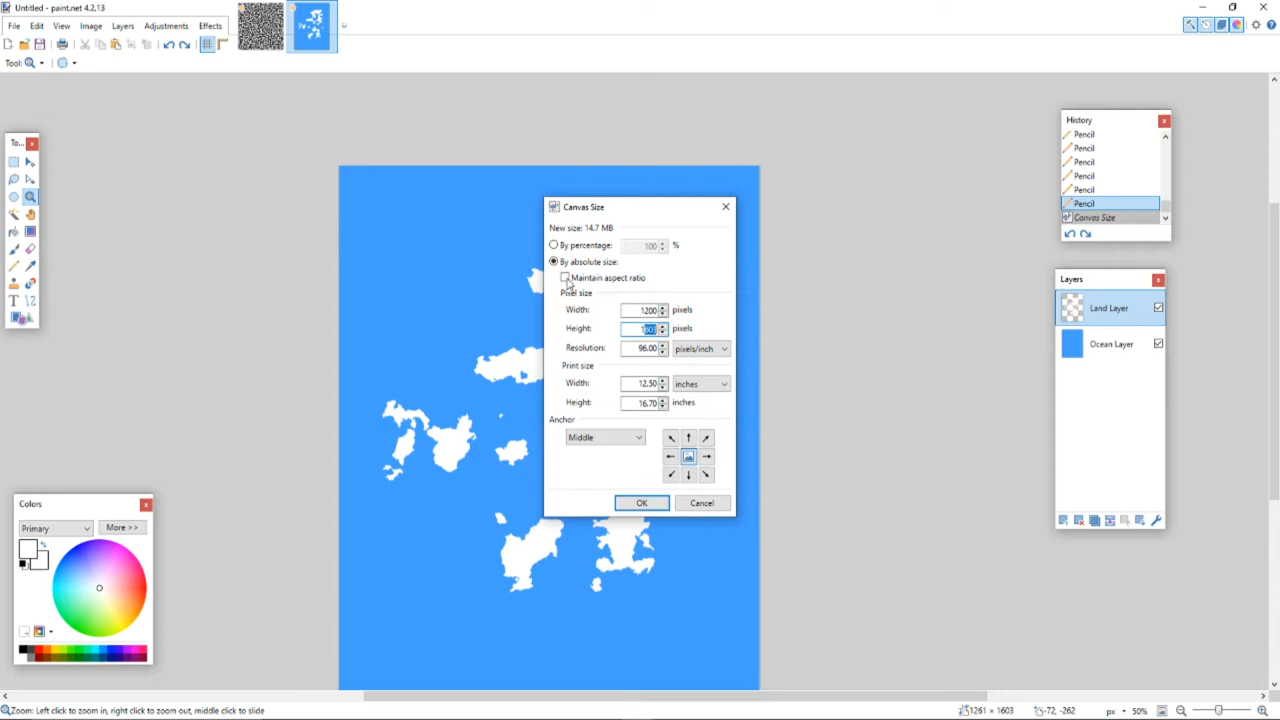 Untitled - paint.net 4.2.13
File Edit View Image Layers Adjustments Effects
Tool:
To...
History
Pencil
Pencil
Pencil
Pencil
Pencil
Pencil
Canvas Size
Canvas Size
New size: 14.7 MB
By percentage: 100 %
By absolute size:
Maintain aspect ratio
Pixel size
Width: 1200 pixels
Height: 1603 pixels
Resolution: 96.00 pixels/inch
Print size
Width: 12.50 inches
Height: 16.70 inches
Anchor
Middle
OK Cancel
Layers
Land Layer
Ocean Layer
Colors
Primary More >>
Zoom: Left click to zoom in, right click to zoom out, middle click to slide
1261 × 1603 -72, -262 px 50%